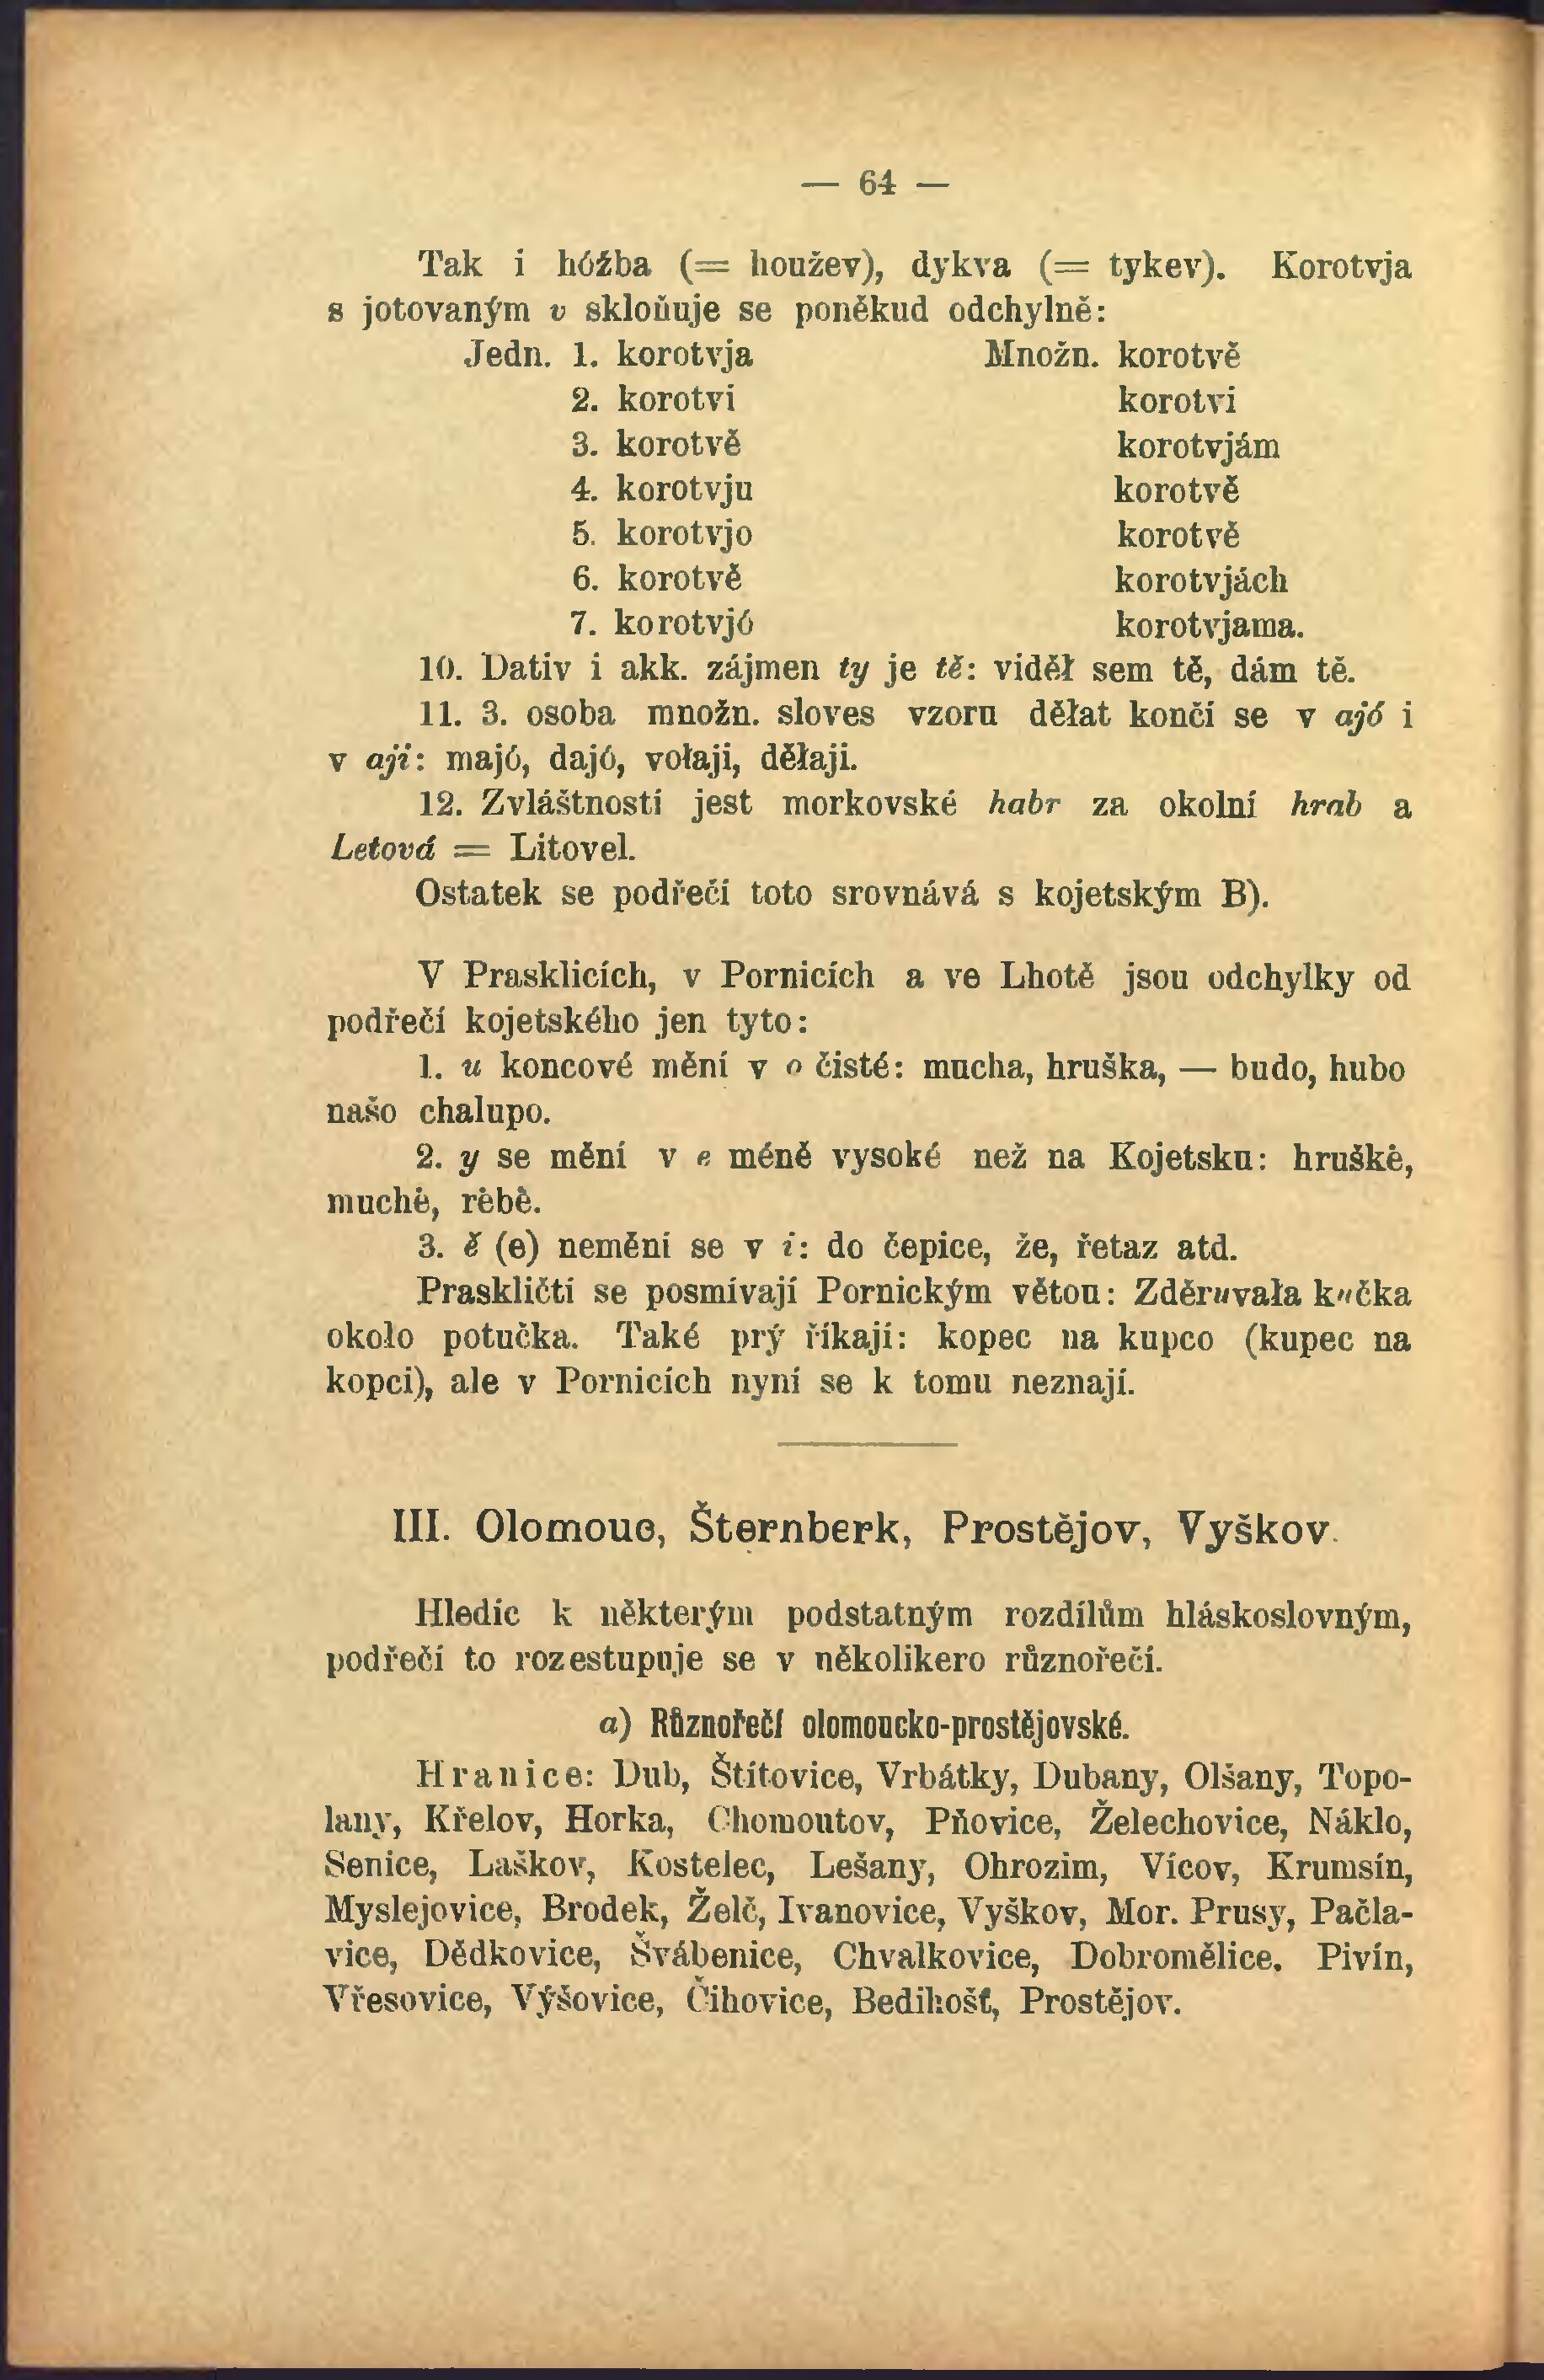 — 64 —
Tak i hóžba (= houžev), dykva (= tykev). Korotvja
s jotovaným v skloňuje se poněkud odchylně:
Jedn. 1. korotvja Množn. korotvě
2. korotvi korotvi
3. korotvě korotvjám
4. korotvju korotvě
5. korotvjo korotvě
6. korotvě korotvjách
7. korotvjó korotvjama.
10. Dativ i akk. zájmen ty je tě: viděł sem tě, dám tě.
11. 3. osoba množn. sloves vzoru děłat končí se v ajó i
v aji: majó, dajó, vołaji, děłaji.
12. Zvláštností jest morkovské habr za okolní hrab a
Letová = Litovel.
Ostatek se podřečí toto srovnává s kojetským B).
V Prasklicích, v Pornicích a ve Lhotě jsou odchylky od
podřečí kojetského jen tyto:
1. u koncové mění v o čisté: mucha, hruška, — budo, hubo
našo chalupo.
2. y se mění v e méně vysoké než na Kojetsku: hruškė,
muchė, rėbė.
3. ě (e) nemění se v i: do čepice, že, řetaz atd.
Praskličtí se posmívají Pornickým větou: Zděruvała kučka
okolo potučka. Také prý říkají: kopec na kupco (kupec na
kopci), ale v Pornicích nyní se k tomu neznají.
III. Olomouc, Šternberk, Prostějov, Vyškov.
Hledíc k některým podstatným rozdílům hláskoslovným,
podřečí to rozestupuje se v několikero různořečí.
a) Různořečí olomoucko-prostějovské.
Hranice: Dub, Štítovice, Vrbátky, Dubany, Olšany, Topo-
lany, Křelov, Horka, Chomoutov, Pňovice, Želechovice, Náklo,
Senice, Laškov, Kostelec, Lešany, Ohrozim, Vícov, Krumsín,
Myslejovice, Brodek, Želč, Ivanovice, Vyškov, Mor. Prusy, Pačla-
vice, Dědkovice, Švábenice, Chvalkovice, Dobromělice, Pivín,
Vřesovice, Výšovice, Čihovice, Bedihošť, Prostějov.